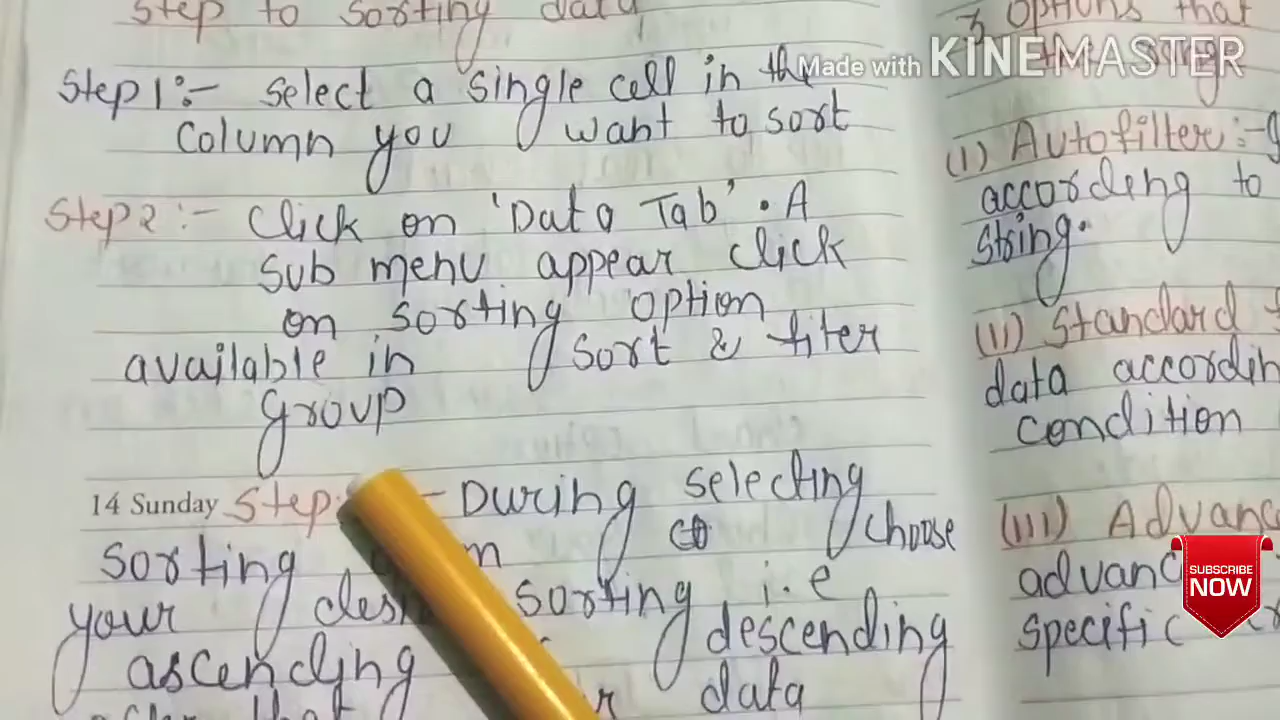 Step to Sorting data
Step 1:- Select a single cell in the
Column you want to sort
Step 2 :- Click on 'Data Tab'. A
Sub menu appear click
on sorting option
available in Sort & fiter
group
14 Sunday Step - During selecting
sorting choose
your sorting i.e
ascending descending
data
3 options that
(I) Autofilter :-
according to
string.
(II) Standard
data accordin
condition
(III) Advanc
advanc
specific
Made with KINEMASTER
SUBSCRIBE
NOW